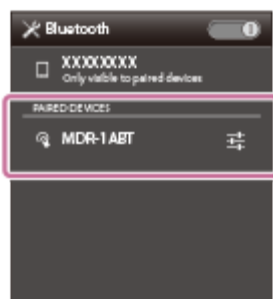 Bluetooth
XXXXXXXX
Only visible to paired devices
PAIRED DEVICES
MDR-1ABT